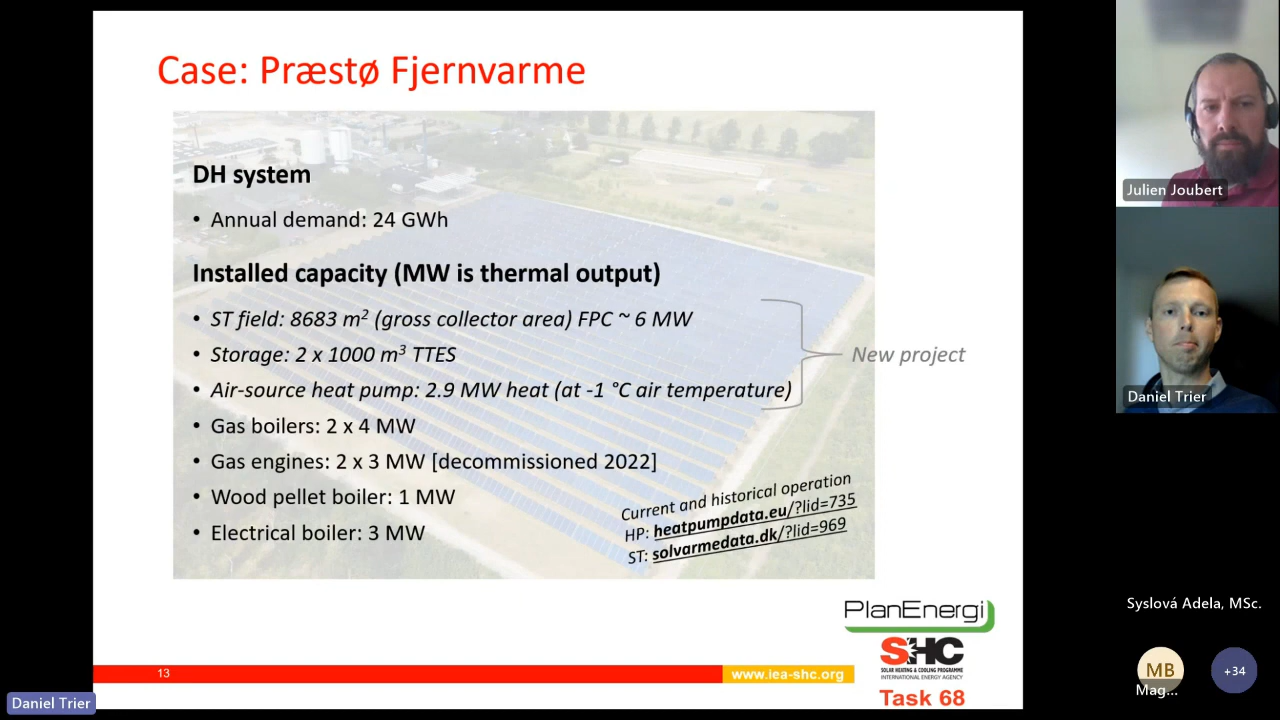 Case: Præstø Fjernvarme
DH system
• Annual demand: 24 GWh
Installed capacity (MW is thermal output)
• ST field: 8683 m² (gross collector area) FPC ~ 6 MW
• Storage: 2 x 1000 m³ TTES
• Air-source heat pump: 2.9 MW heat (at -1 °C air temperature)
New project
• Gas boilers: 2 x 4 MW
• Gas engines: 2 x 3 MW [decommissioned 2022]
• Wood pellet boiler: 1 MW
• Electrical boiler: 3 MW
Current and historical operation
HP: heatpumpdata.eu/?lid=735
ST: solvarmedata.dk/?lid=969
PlanEnergi
SHC
SOLAR HEATING & COOLING PROGRAMME
INTERNATIONAL ENERGY AGENCY
Task 68
13
www.iea-shc.org
Daniel Trier
Julien Joubert
Daniel Trier
Syslová Adela, MSc.
MB
Mag...
+34